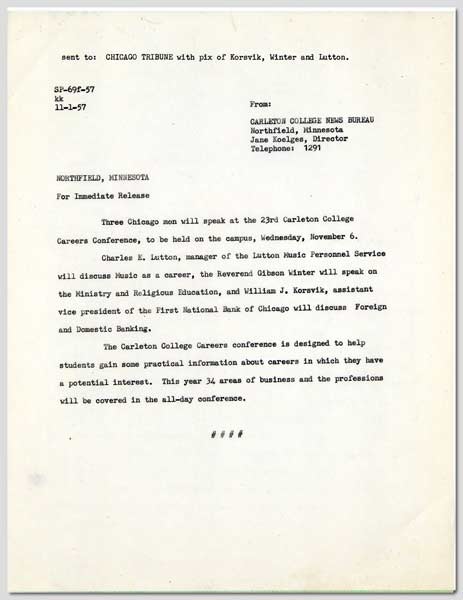 sent to: CHICAGO TRIBUNE with pix of Korsvik, Winter and Lutton.
SP-69f-57
kk
11-1-57
From:
CARLETON COLLEGE NEWS BUREAU
Northfield, Minnesota
Jane Koelges, Director
Telephone: 1291
NORTHFIELD, MINNESOTA
For Immediate Release
Three Chicago men will speak at the 23rd Carleton College
Careers Conference, to be held on the campus, Wednesday, November 6.
Charles E. Lutton, manager of the Lutton Music Personnel Service
will discuss Music as a career, the Reverend Gibson Winter will speak on
the Ministry and Religious Education, and William J. Korsvik, assistant
vice president of the First National Bank of Chicago will discuss Foreign
and Domestic Banking.
The Carleton College Careers conference is designed to help
students gain some practical information about careers in which they have
a potential interest. This year 34 areas of business and the professions
will be covered in the all-day conference.
# # # #